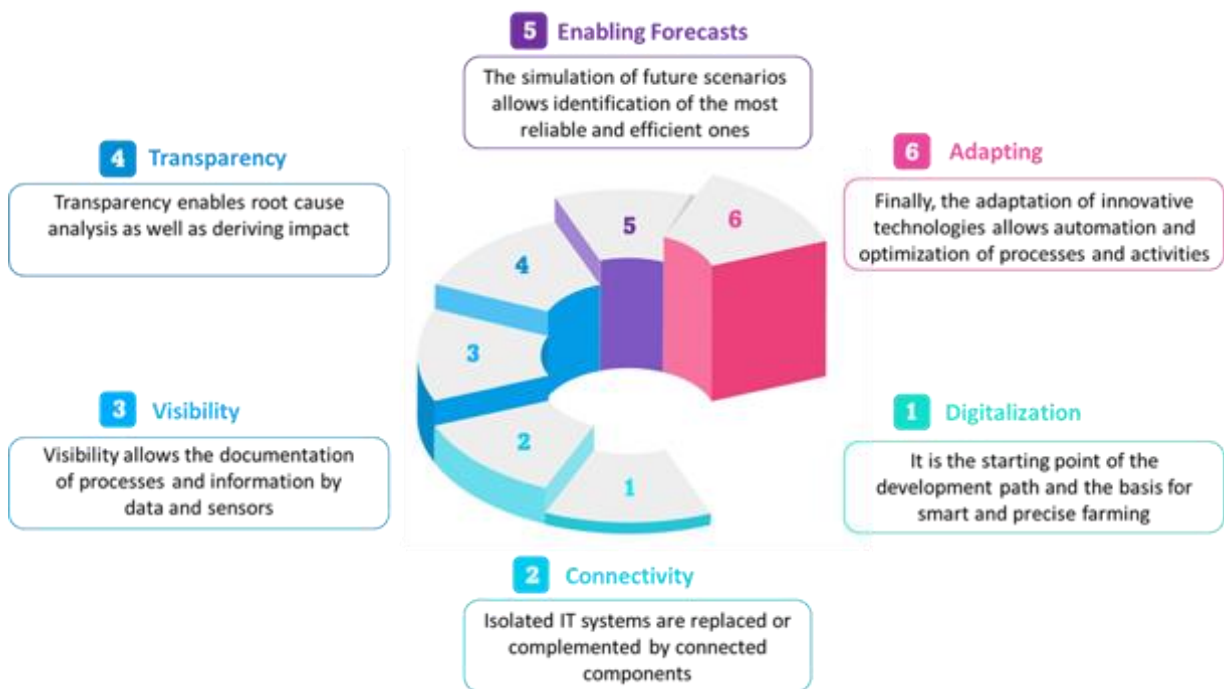 5 Enabling Forecasts
The simulation of future scenarios
allows identification of the most
reliable and efficient ones
4 Transparency
Transparency enables root cause
analysis as well as deriving impact
6 Adapting
Finally, the adaptation of innovative
technologies allows automation and
optimization of processes and activities
5
6
4
3
2
1
3 Visibility
Visibility allows the documentation
of processes and information by
data and sensors
1 Digitalization
It is the starting point of the
development path and the basis for
smart and precise farming
2 Connectivity
Isolated IT systems are replaced or
complemented by connected
components